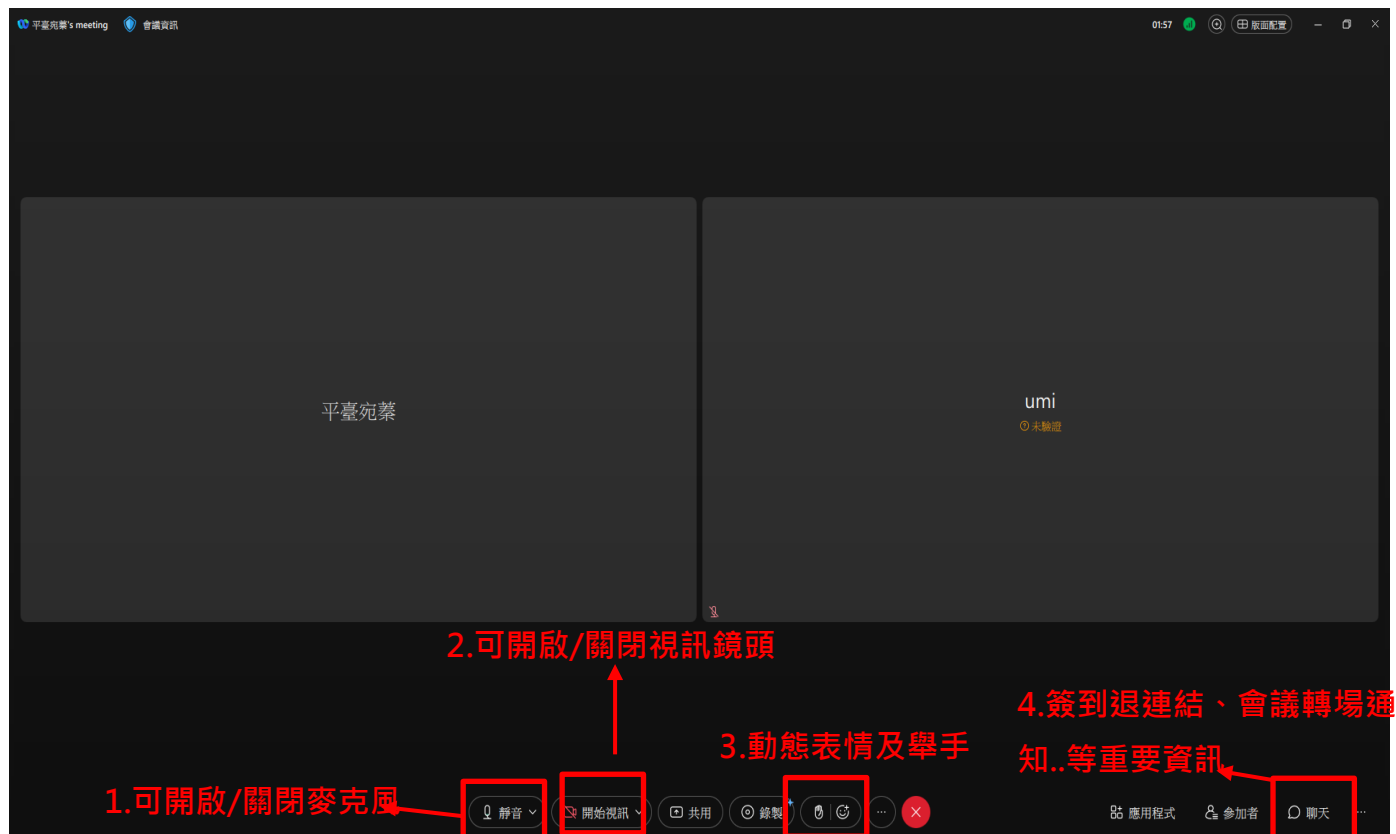 平臺宛蓁's meeting 會議資訊 01:57 版面配置
平臺宛蓁
umi
未驗證
2.可開啟/關閉視訊鏡頭
4.簽到退連結、會議轉場通
知..等重要資訊
3.動態表情及舉手
1.可開啟/關閉麥克風
靜音 開始視訊 共用 錄製 應用程式 參加者 聊天